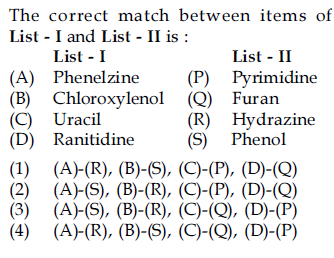 The correct match between items of
List - I and List - II is :
List - I List - II
(A) Phenelzine (P) Pyrimidine
(B) Chloroxylenol (Q) Furan
(C) Uracil (R) Hydrazine
(D) Ranitidine (S) Phenol
(1) (A)-(R), (B)-(S), (C)-(P), (D)-(Q)
(2) (A)-(S), (B)-(R), (C)-(P), (D)-(Q)
(3) (A)-(S), (B)-(R), (C)-(Q), (D)-(P)
(4) (A)-(R), (B)-(S), (C)-(Q), (D)-(P)